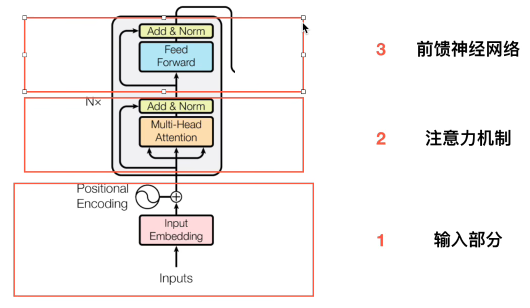 Add & Norm
Feed
Forward
3 前馈神经网络
N×
Add & Norm
Multi-Head
Attention
2 注意力机制
Positional
Encoding
Input
Embedding
1 输入部分
Inputs